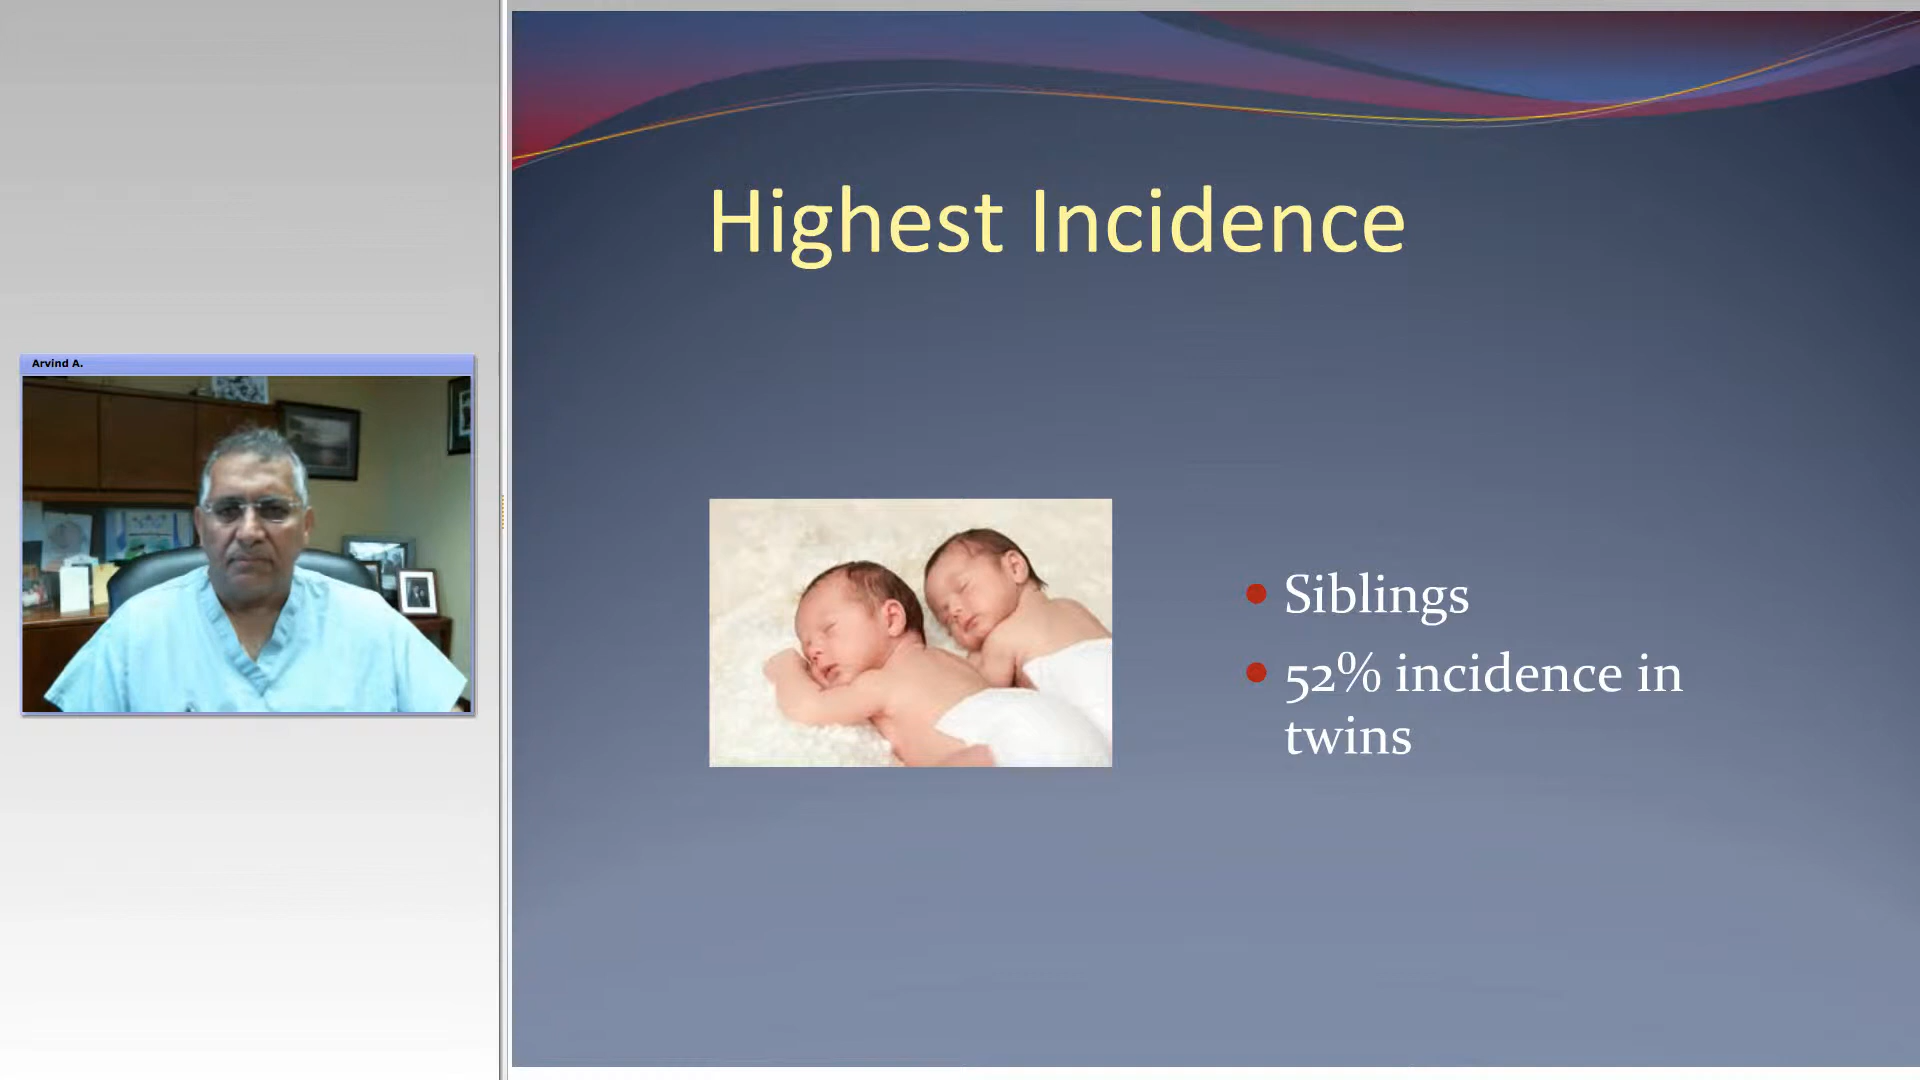 Arvind A.
Highest Incidence
Siblings
52% incidence in
twins